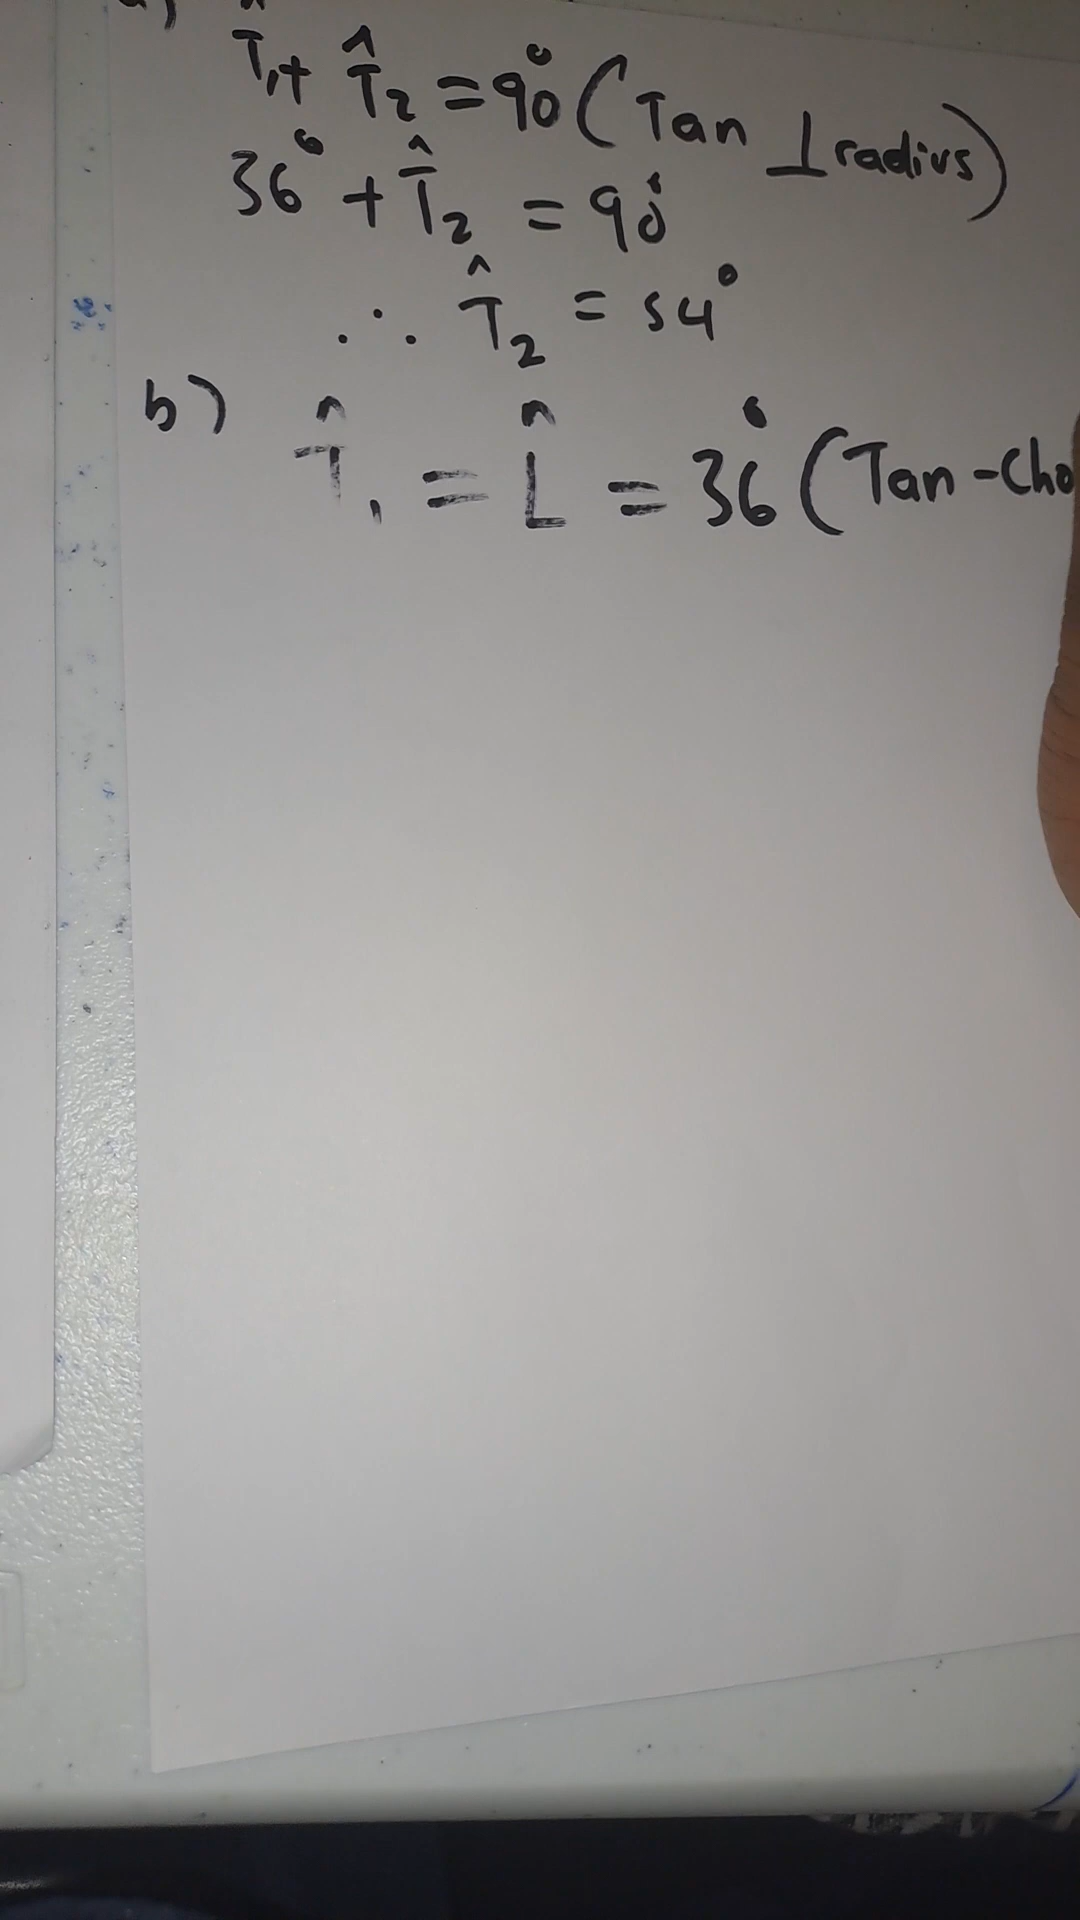 a)
T̂₁ + T̂₂ = 90° (Tan ⊥ radius)
36° + T̂₂ = 90°
∴ T̂₂ = 54°
b) T̂₁ = L̂ = 36° (Tan-Cho